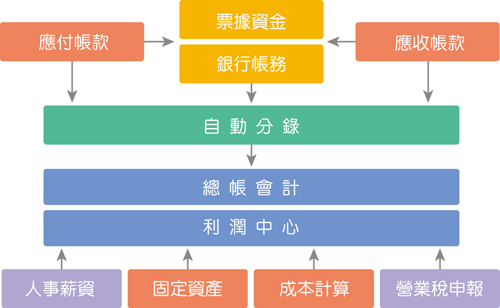 票據資金
應付帳款
應收帳款
銀行帳務
自動分錄
總帳會計
利潤中心
人事薪資
固定資產
成本計算
營業稅申報